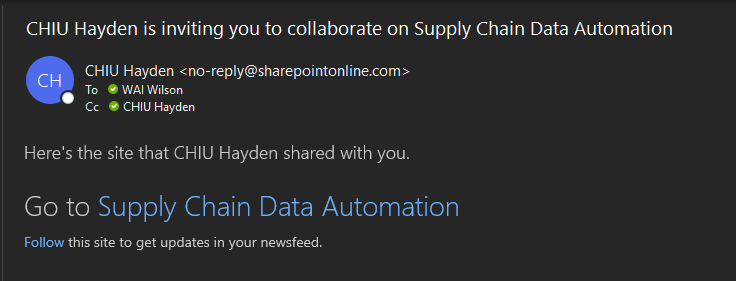 CHIU Hayden is inviting you to collaborate on Supply Chain Data Automation
CH
CHIU Hayden <no-reply@sharepointonline.com>
To WAI Wilson
Cc CHIU Hayden
Here's the site that CHIU Hayden shared with you.
Go to Supply Chain Data Automation
Follow this site to get updates in your newsfeed.